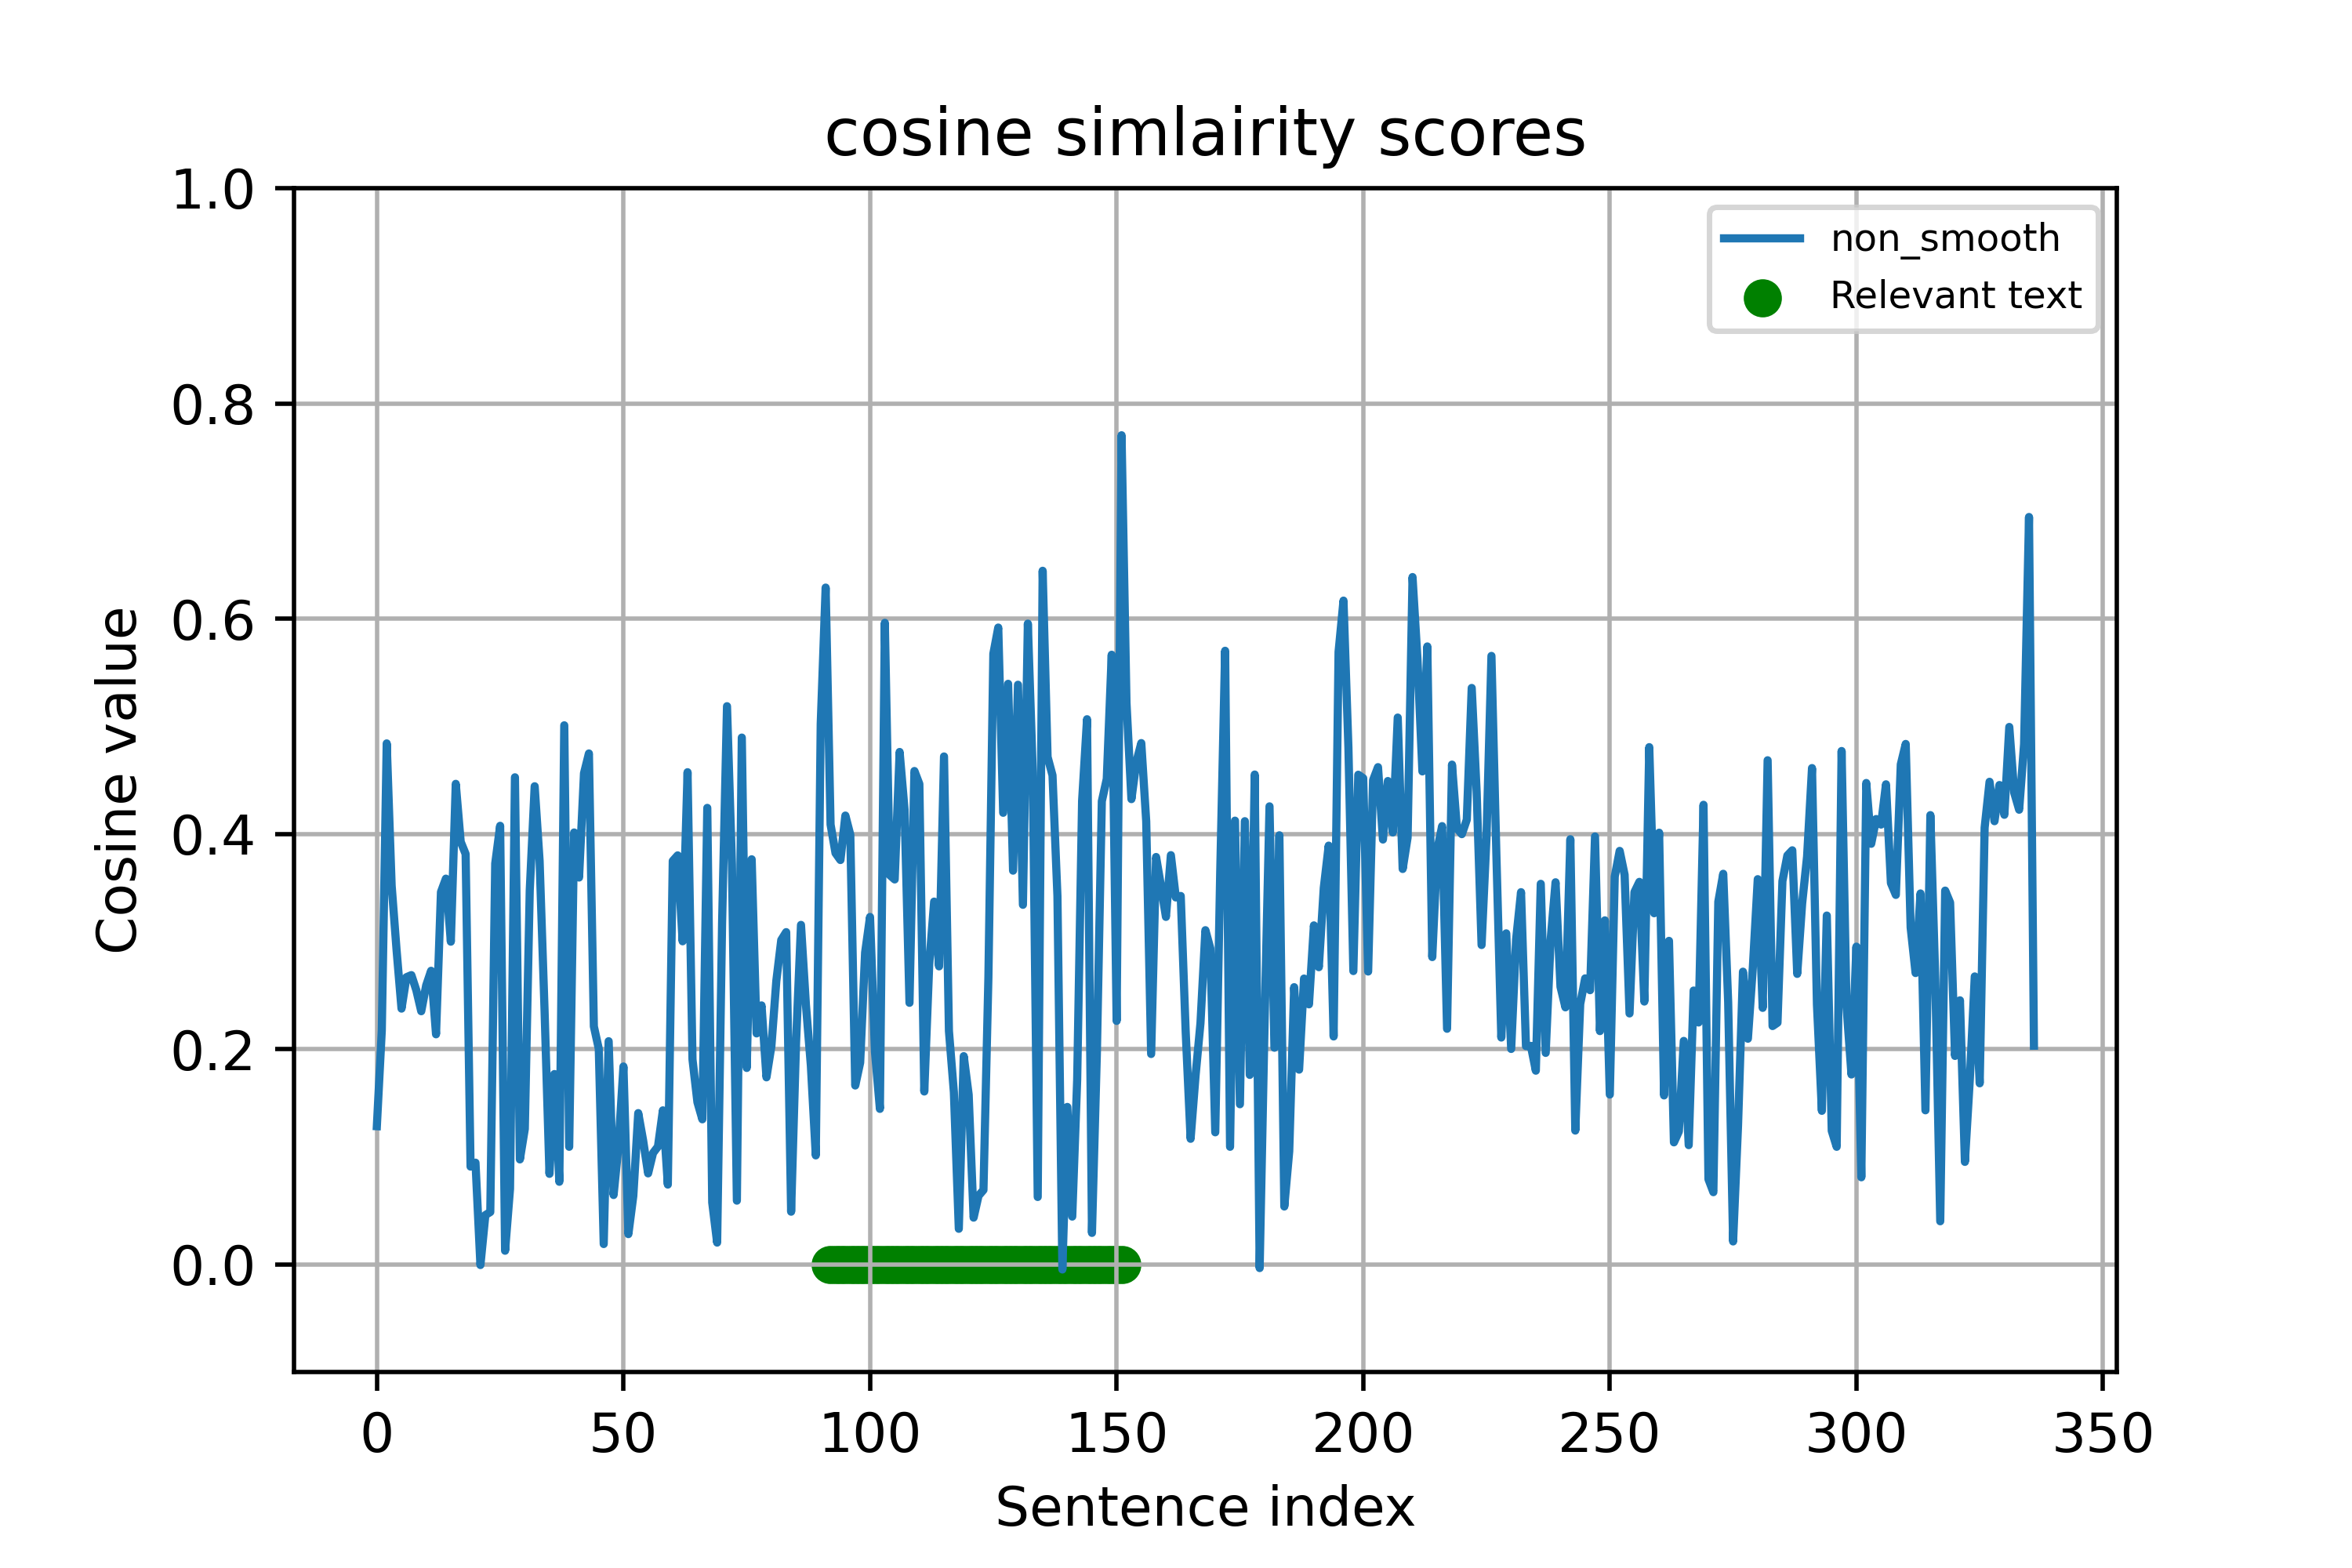 cosine simlairity scores
1.0
0.8
0.6
0.4
0.2
0.0
Cosine value
non_smooth
Relevant text
0 50 100 150 200 250 300 350
Sentence index